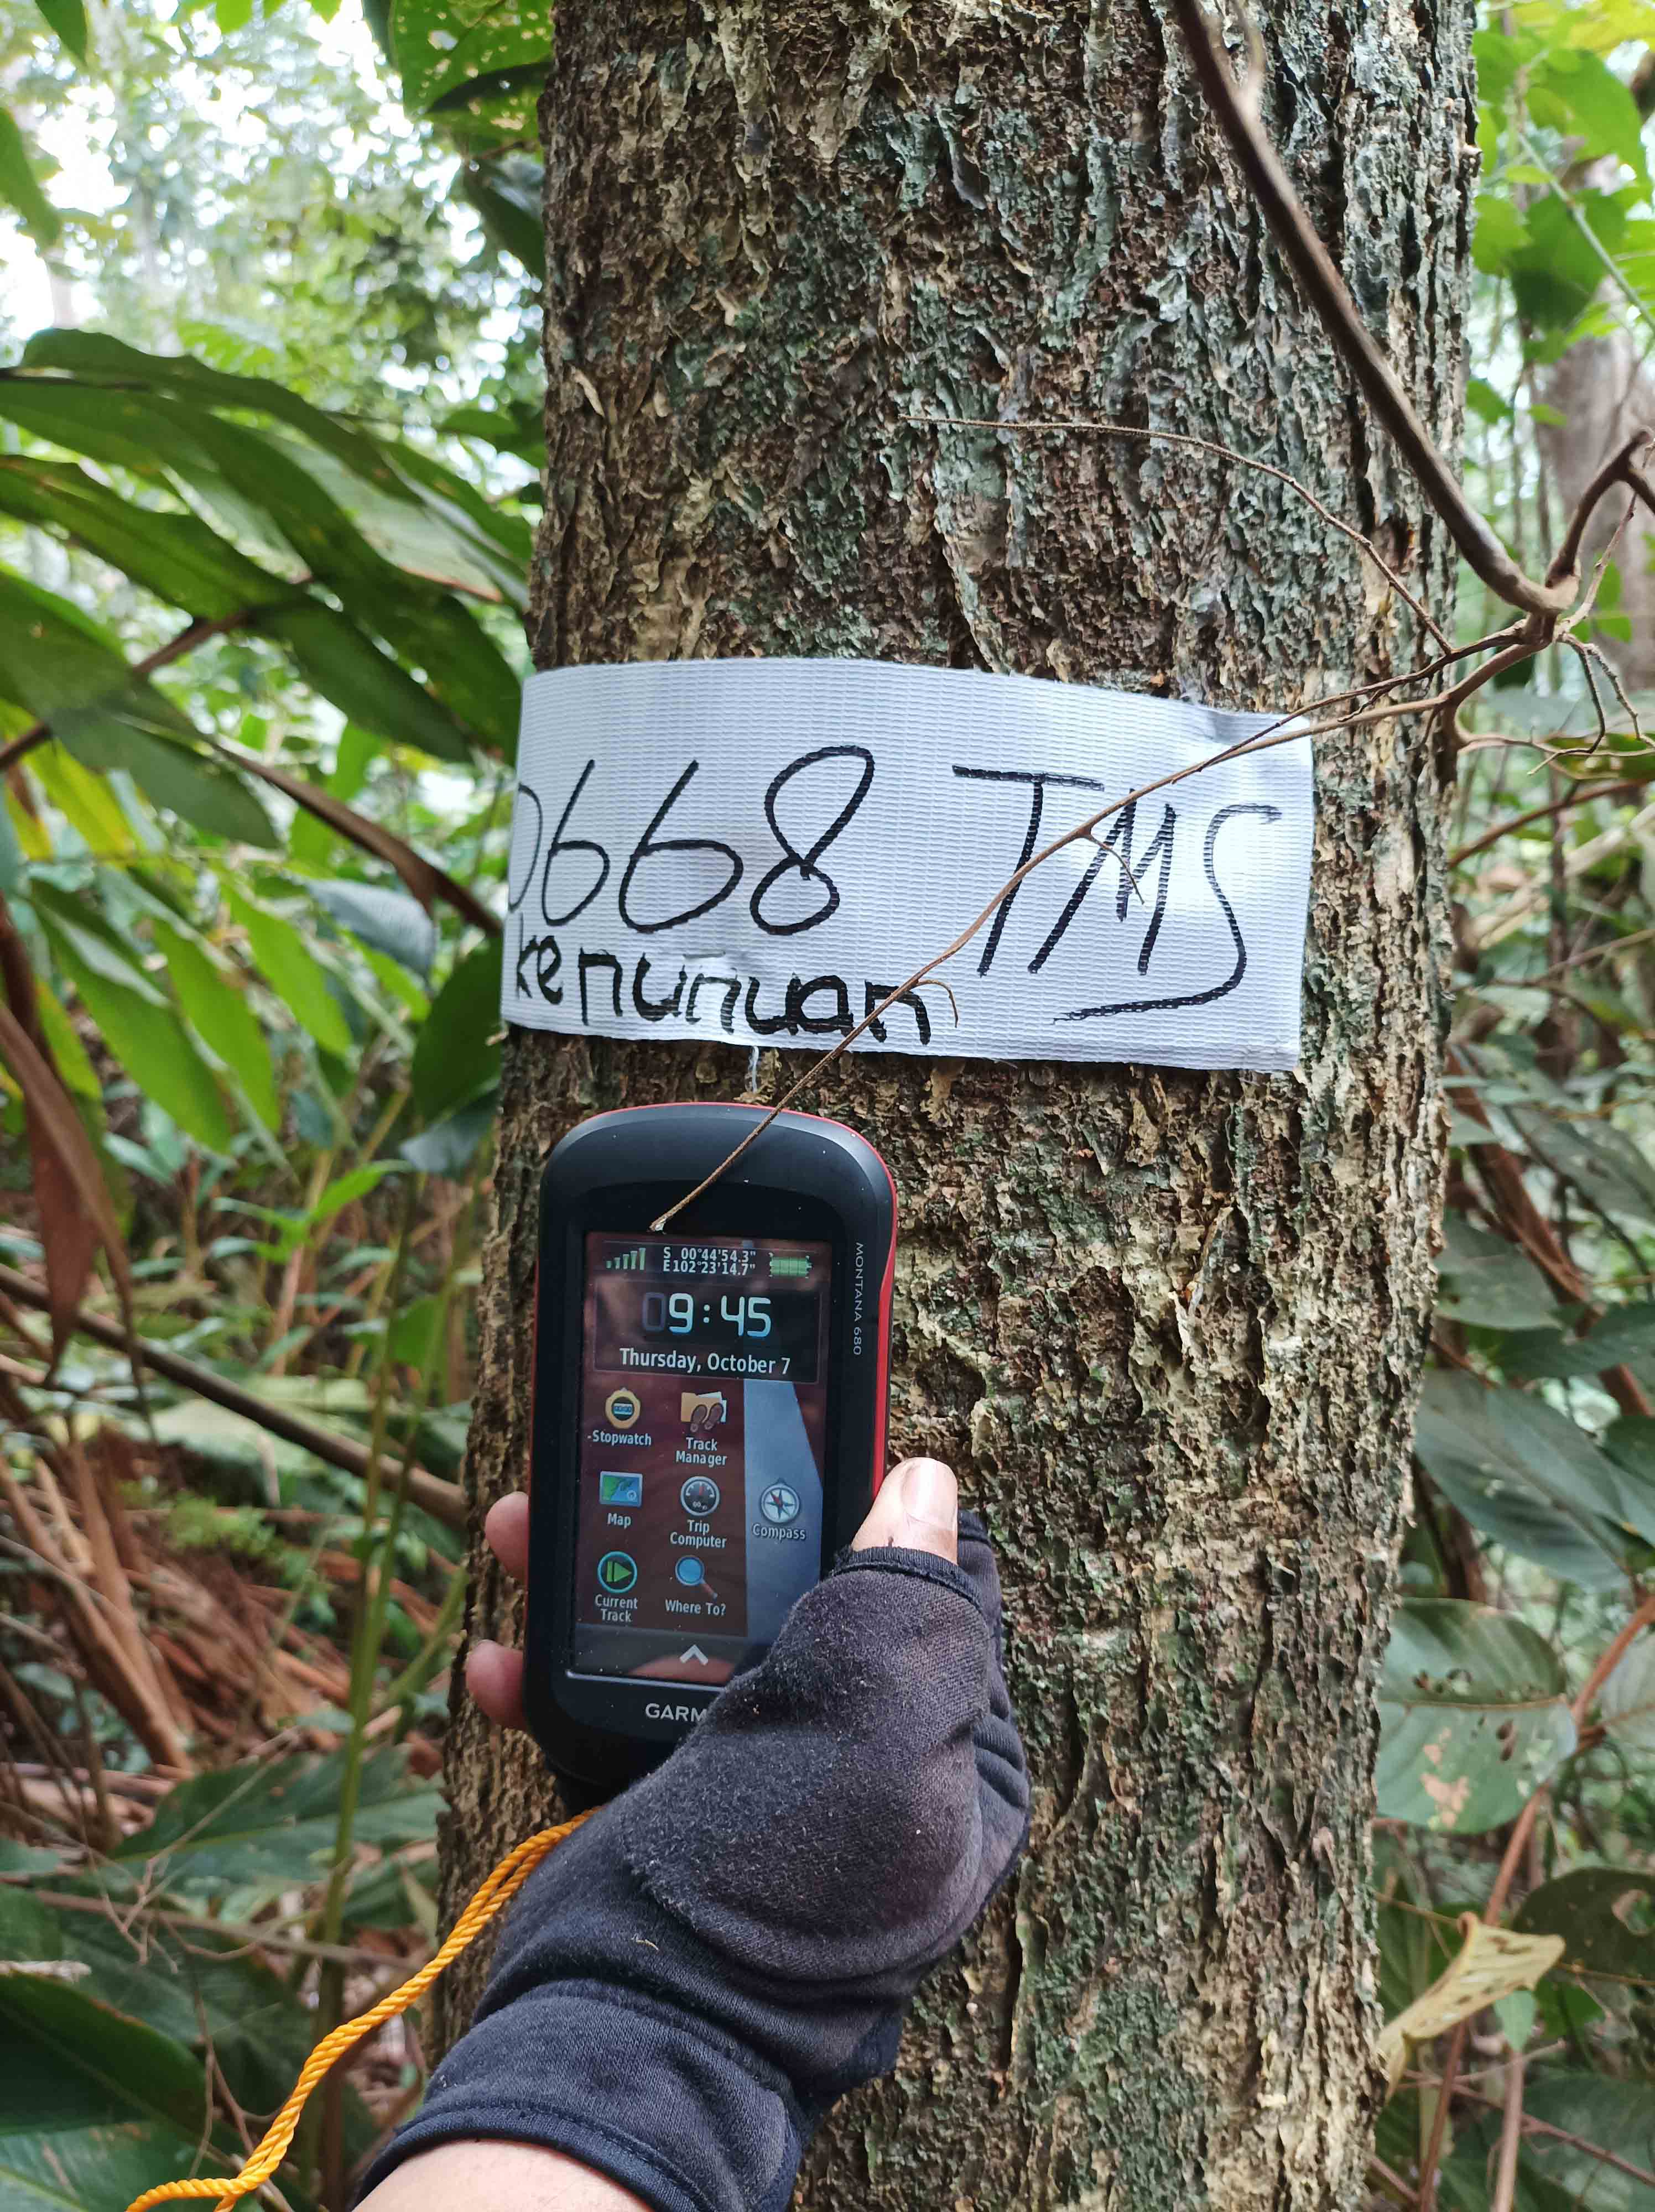 0668 TMS
kenunuan
S 00°44'54.3"
E102°23'14.7"
MONTANA 680
09:45
Thursday, October 7
Stopwatch
Track
Manager
Map
Trip
Computer
Compass
Current
Track
Where To?
GARM